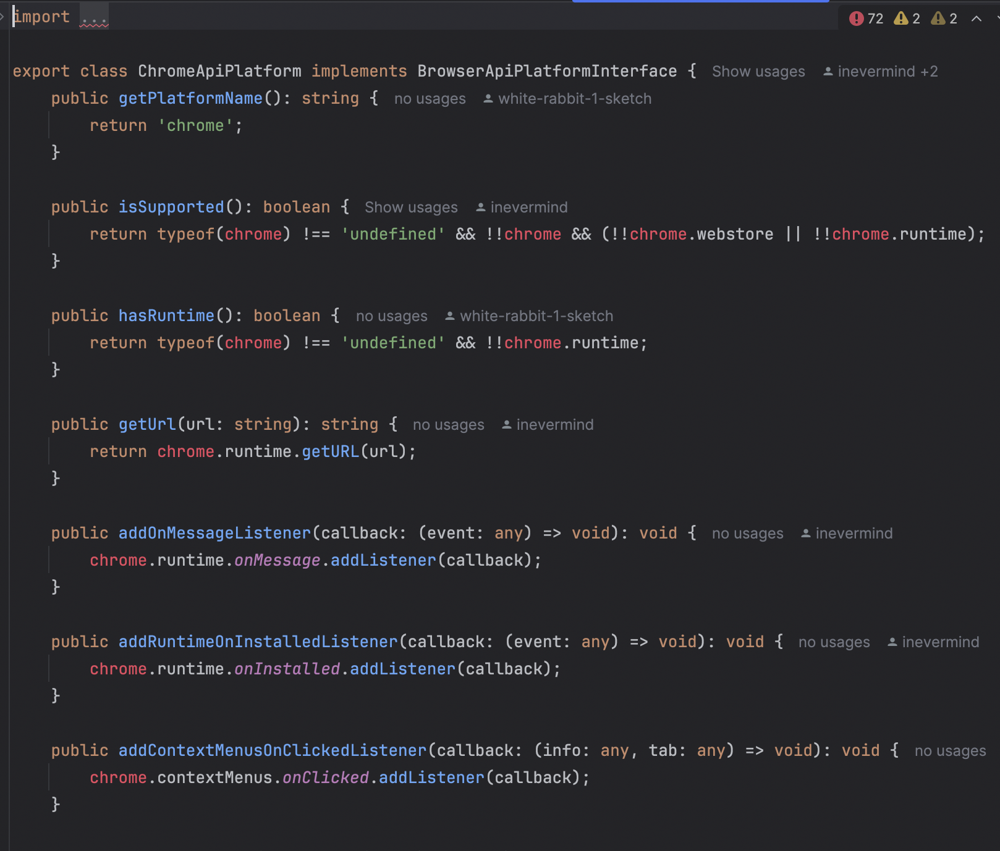 import ...
72 2 2
export class ChromeApiPlatform implements BrowserApiPlatformInterface { Show usages inevermind +2
public getPlatformName(): string { no usages white-rabbit-1-sketch
return 'chrome';
}
public isSupported(): boolean { Show usages inevermind
return typeof(chrome) !== 'undefined' && !!chrome && (!!chrome.webstore || !!chrome.runtime);
}
public hasRuntime(): boolean { no usages white-rabbit-1-sketch
return typeof(chrome) !== 'undefined' && !!chrome.runtime;
}
public getUrl(url: string): string { no usages inevermind
return chrome.runtime.getURL(url);
}
public addOnMessageListener(callback: (event: any) => void): void { no usages inevermind
chrome.runtime.onMessage.addListener(callback);
}
public addRuntimeOnInstalledListener(callback: (event: any) => void): void { no usages inevermind
chrome.runtime.onInstalled.addListener(callback);
}
public addContextMenusOnClickedListener(callback: (info: any, tab: any) => void): void { no usages
chrome.contextMenus.onClicked.addListener(callback);
}